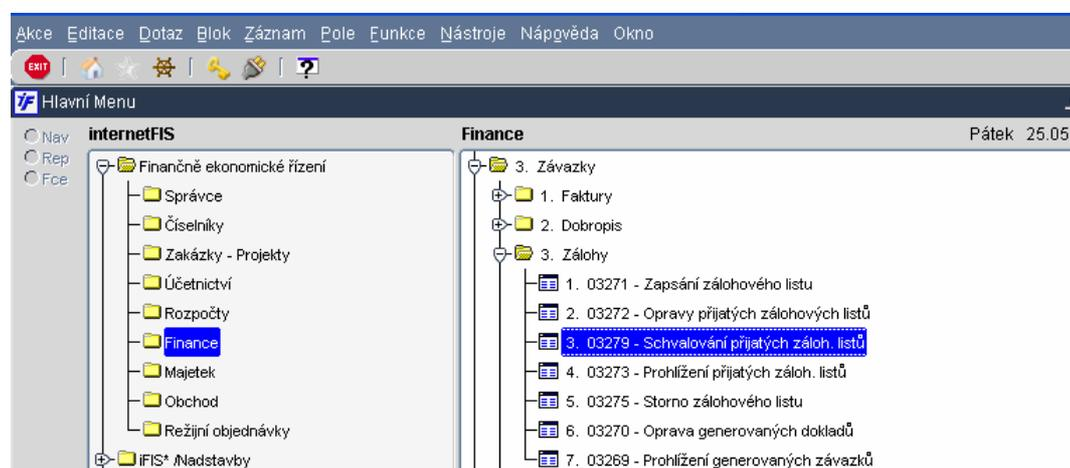 Akce Editace Dotaz Blok Záznam Pole Funkce Nástroje Nápověda Okno
EXIT
Hlavní Menu
Nav
Rep
Fce
internetFIS
Finančně ekonomické řízení
Správce
Číselníky
Zakázky - Projekty
Účetnictví
Rozpočty
Finance
Majetek
Obchod
Režijní objednávky
iFIS* /Nadstavby
Finance
Pátek 25.05
3. Závazky
1. Faktury
2. Dobropis
3. Zálohy
1. 03271 - Zapsání zálohového listu
2. 03272 - Opravy přijatých zálohových listů
3. 03279 - Schvalování přijatých záloh. listů
4. 03273 - Prohlížení přijatých záloh. listů
5. 03275 - Storno zálohového listu
6. 03270 - Oprava generovaných dokladů
7. 03269 - Prohlížení generovaných závazků